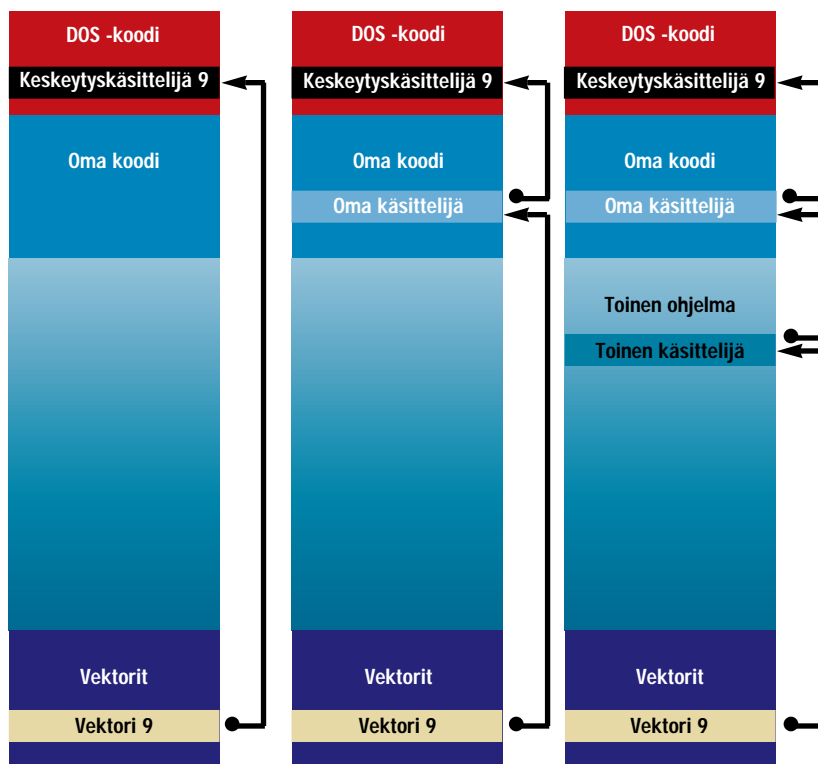 DOS -koodi
Keskeytyskäsittelijä 9
Oma koodi
Vektorit
Vektori 9
DOS -koodi
Keskeytyskäsittelijä 9
Oma koodi
Oma käsittelijä
Vektorit
Vektori 9
DOS -koodi
Keskeytyskäsittelijä 9
Oma koodi
Oma käsittelijä
Toinen ohjelma
Toinen käsittelijä
Vektorit
Vektori 9